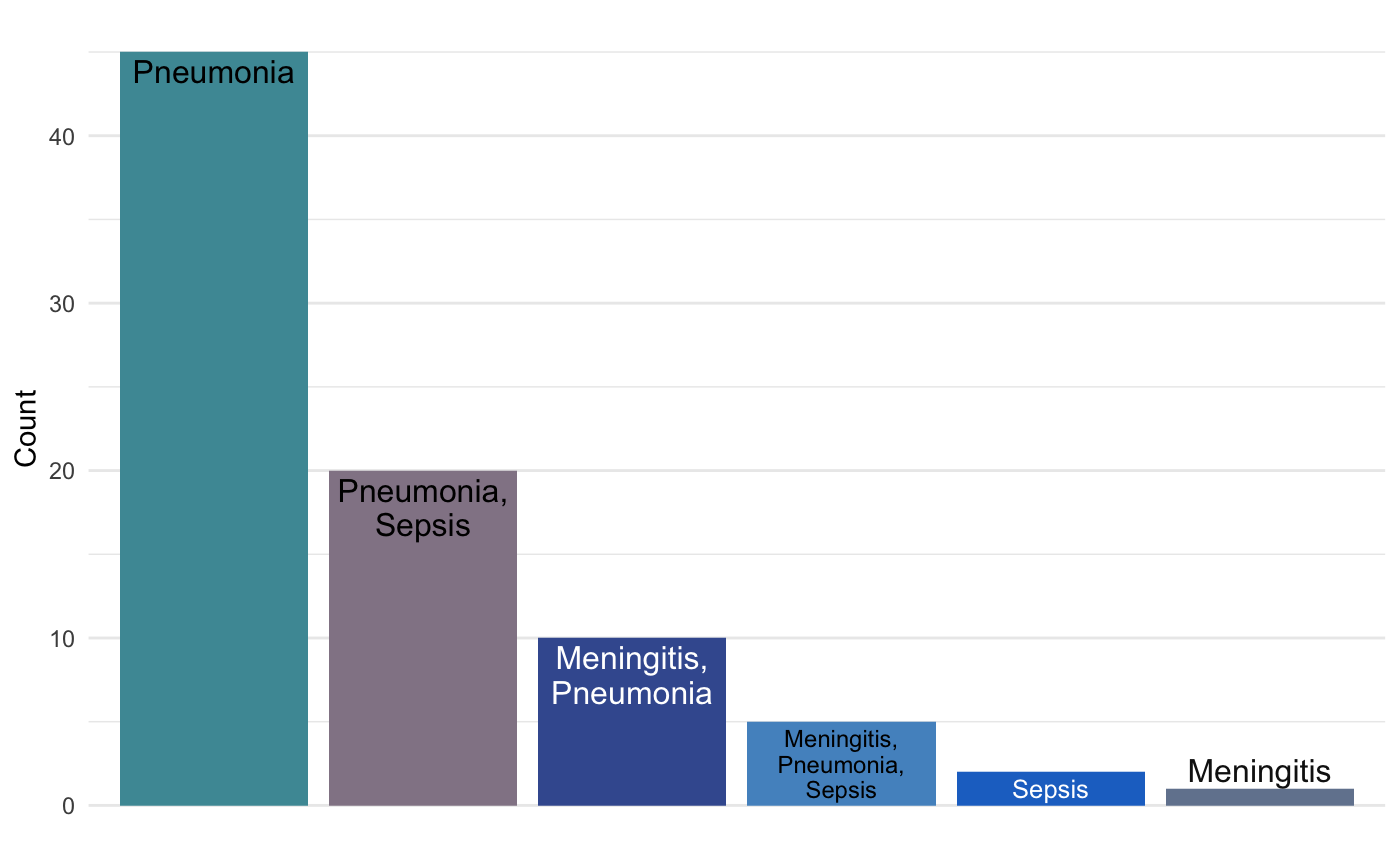 Pneumonia
40
30
Count
20
Pneumonia,
Sepsis
10
Meningitis,
Pneumonia
Meningitis,
Pneumonia,
Sepsis
Sepsis
Meningitis
0